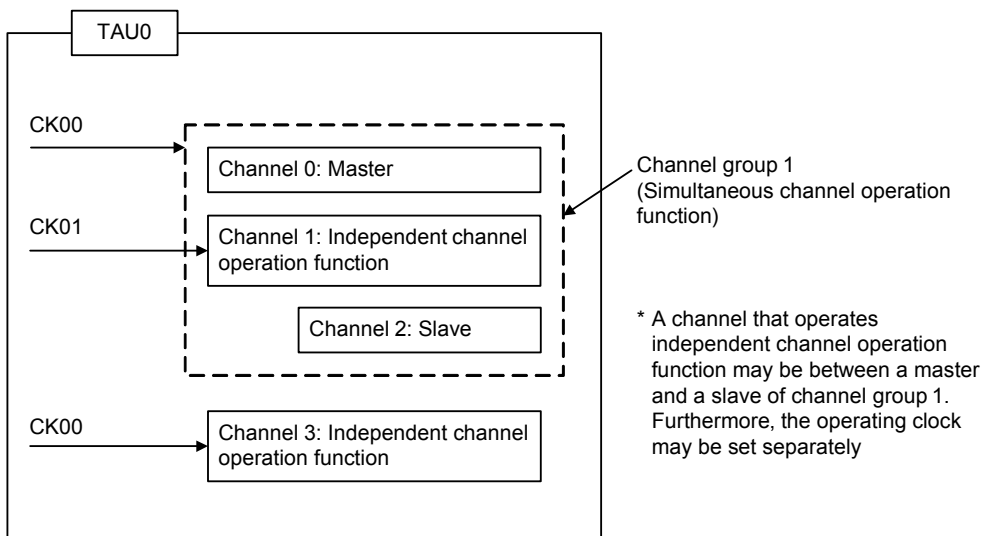 TAU0
CK00
Channel 0: Master
Channel group 1
(Simultaneous channel operation
function)
CK01
Channel 1: Independent channel
operation function
Channel 2: Slave
* A channel that operates
independent channel operation
function may be between a master
and a slave of channel group 1.
Furthermore, the operating clock
may be set separately
CK00
Channel 3: Independent channel
operation function